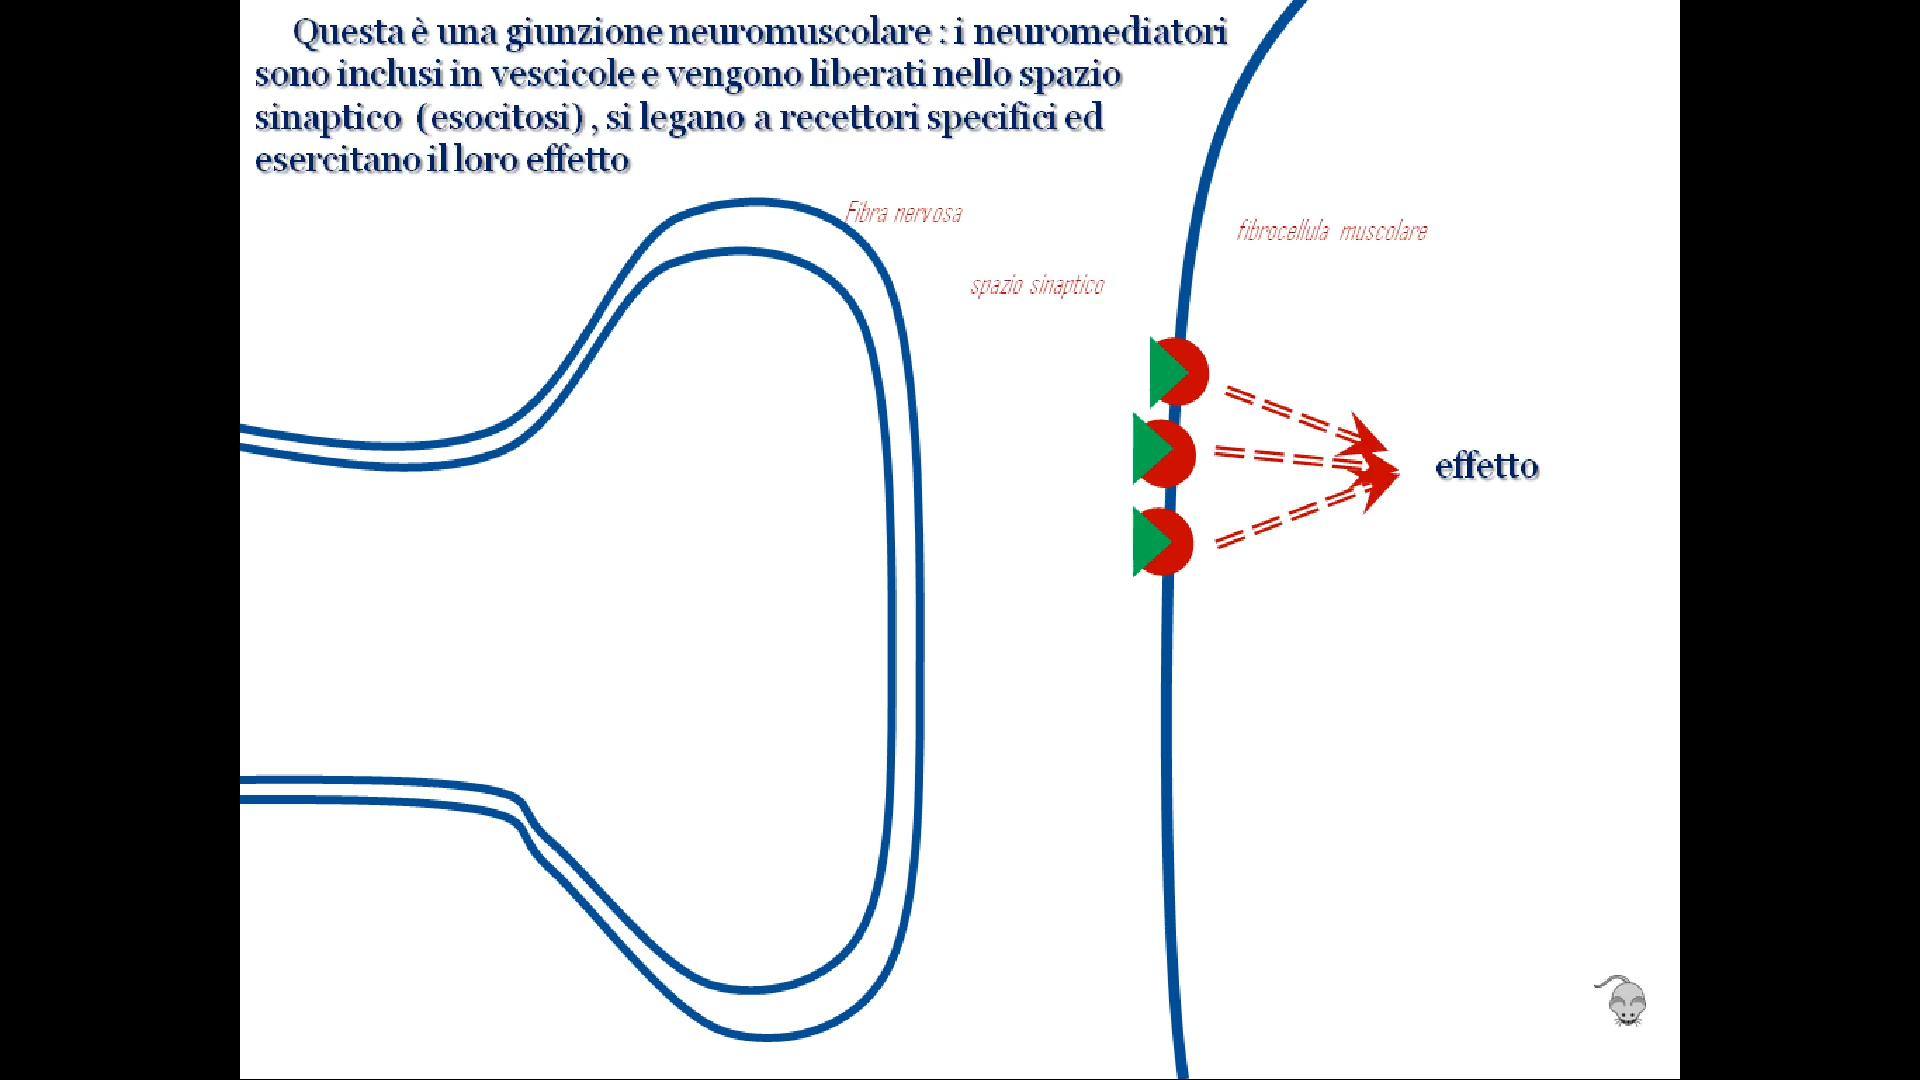 Questa è una giunzione neuromuscolare : i neuromediatori
sono inclusi in vescicole e vengono liberati nello spazio
sinaptico (esocitosi) , si legano a recettori specifici ed
esercitano il loro effetto
Fibra nervosa
fibrocellula muscolare
spazio sinaptico
effetto